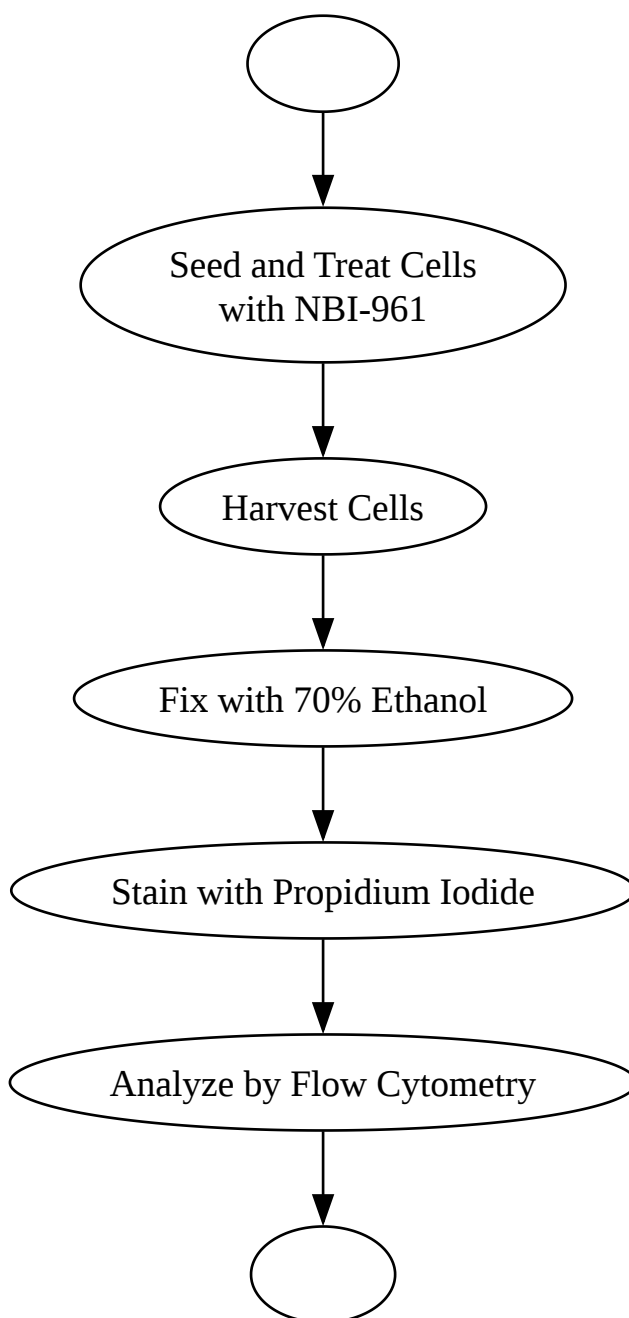 Seed and Treat Cells
with NBI-961
Harvest Cells
Fix with 70% Ethanol
Stain with Propidium Iodide
Analyze by Flow Cytometry